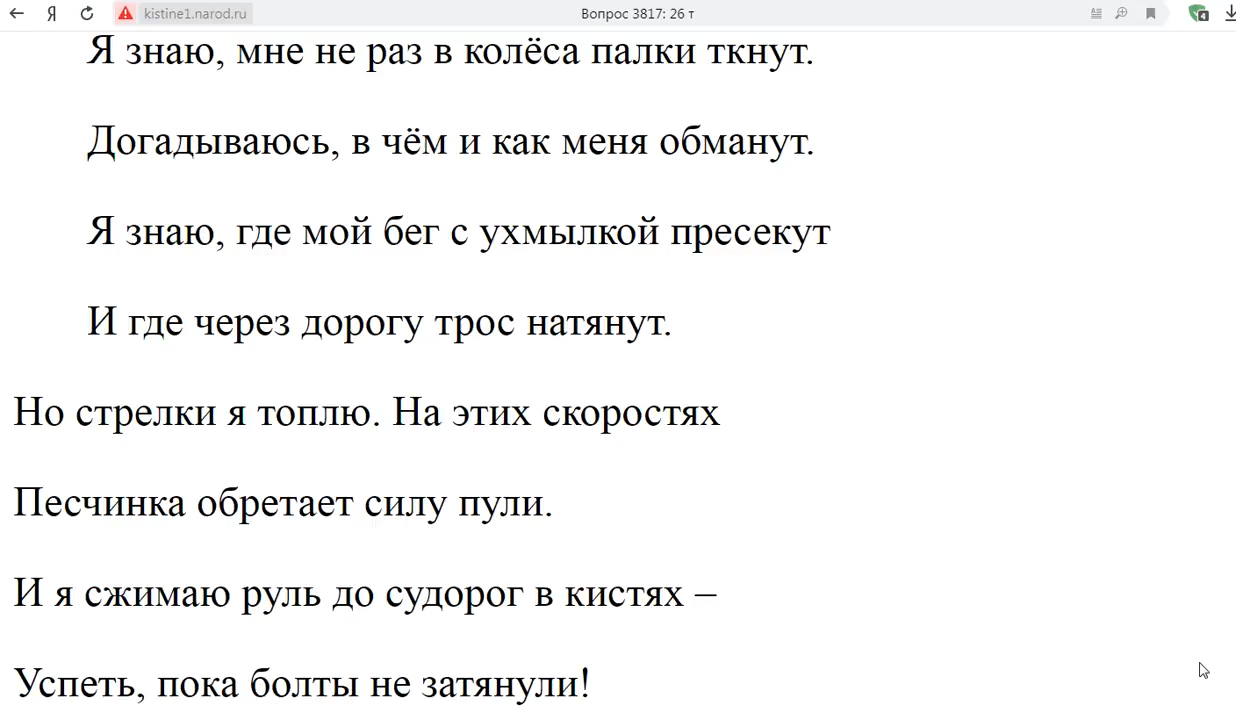 kistine1.narod.ru
Вопрос 3817: 26 т
4
Я знаю, мне не раз в колёса палки ткнут.
Догадываюсь, в чём и как меня обманут.
Я знаю, где мой бег с ухмылкой пресекут
И где через дорогу трос натянут.
Но стрелки я топлю. На этих скоростях
Песчинка обретает силу пули.
И я сжимаю руль до судорог в кистях –
Успеть, пока болты не затянули!